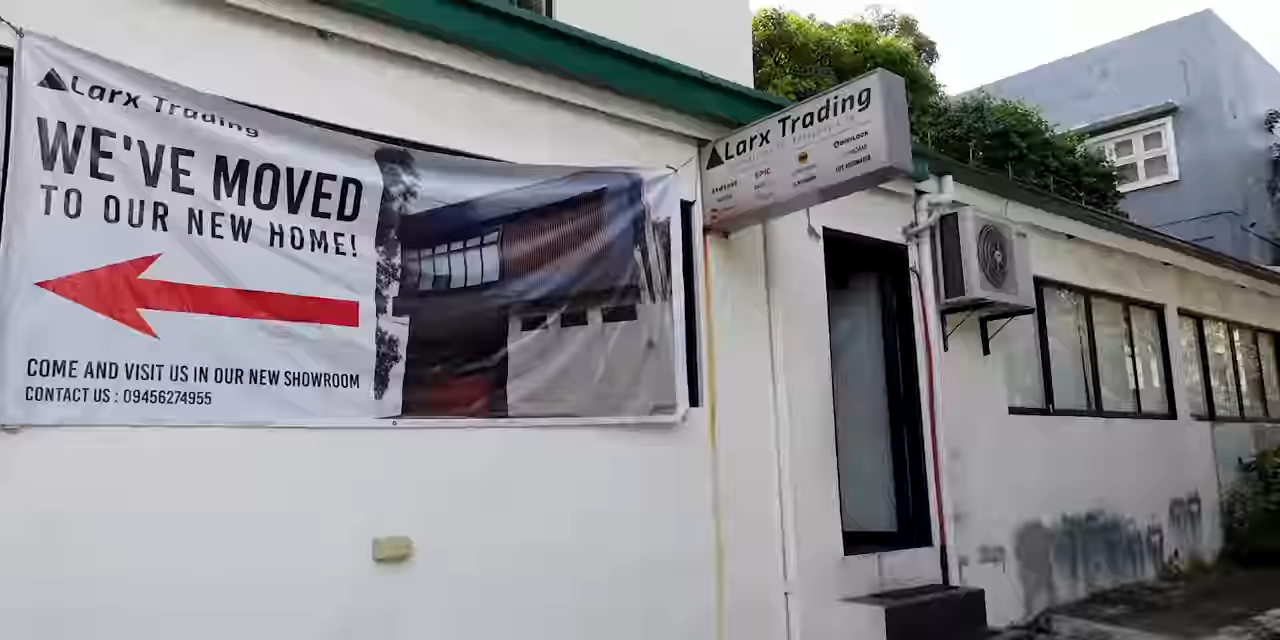 Larx Trading
WE'VE MOVED
TO OUR NEW HOME!
COME AND VISIT US IN OUR NEW SHOWROOM
CONTACT US : 09456274955
Larx Trading
EPIC